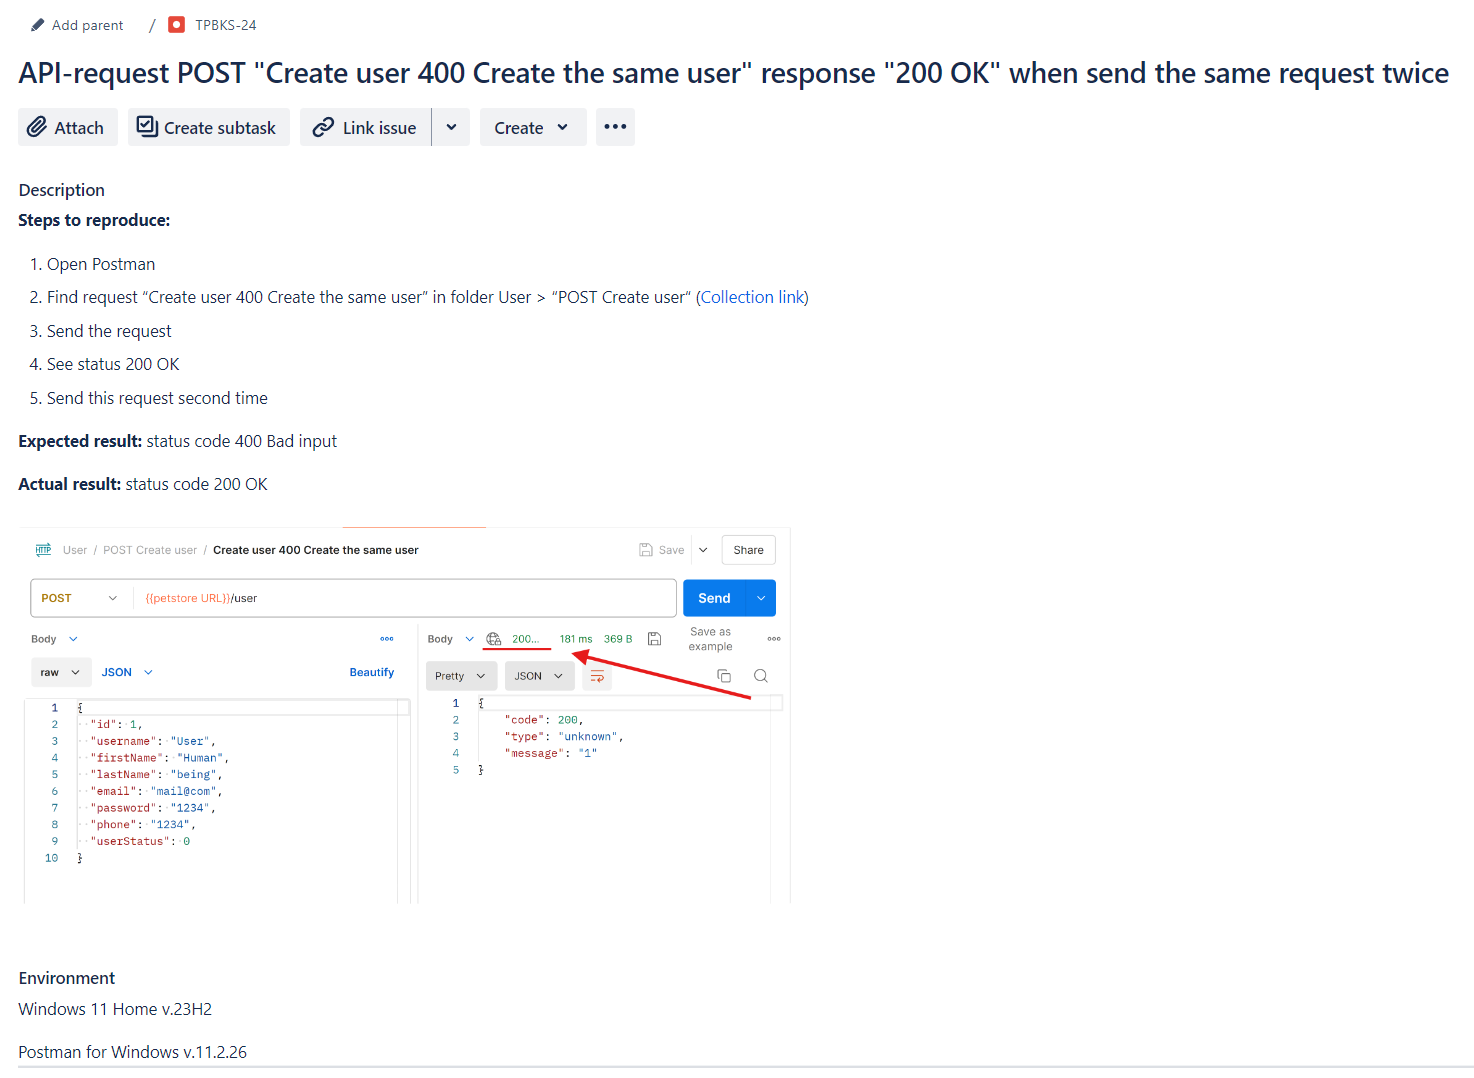 Add parent / TPBKS-24
API-request POST "Create user 400 Create the same user" response "200 OK" when send the same request twice
Attach Create subtask Link issue Create
Description
Steps to reproduce:
1. Open Postman
2. Find request “Create user 400 Create the same user” in folder User > “POST Create user“ (Collection link)
3. Send the request
4. See status 200 OK
5. Send this request second time
Expected result: status code 400 Bad input
Actual result: status code 200 OK
HTTP User / POST Create user / Create user 400 Create the same user Save Share
POST {{petstore URL}}/user Send
Body
raw JSON Beautify
1 {
2 "id": 1,
3 "username": "User",
4 "firstName": "Human",
5 "lastName": "being",
6 "email": "mail@com",
7 "password": "1234",
8 "phone": "1234",
9 "userStatus": 0
10 }
Body 200... 181 ms 369 B Save as example
Pretty JSON
1 {
2 "code": 200,
3 "type": "unknown",
4 "message": "1"
5 }
Environment
Windows 11 Home v.23H2
Postman for Windows v.11.2.26